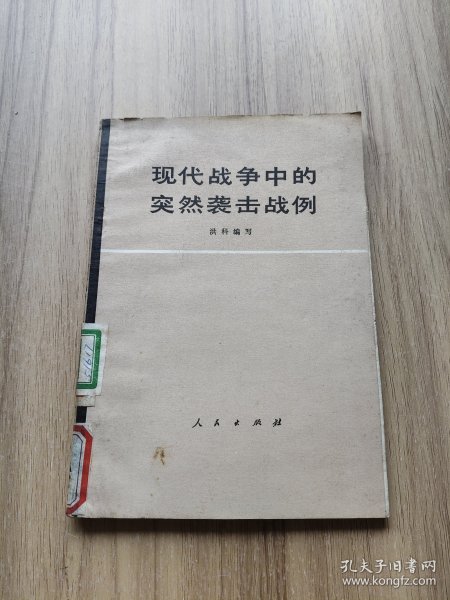 现代战争中的
突然袭击战例
洪科编写
人民出版社
孔夫子旧书网
www.kongfz.com